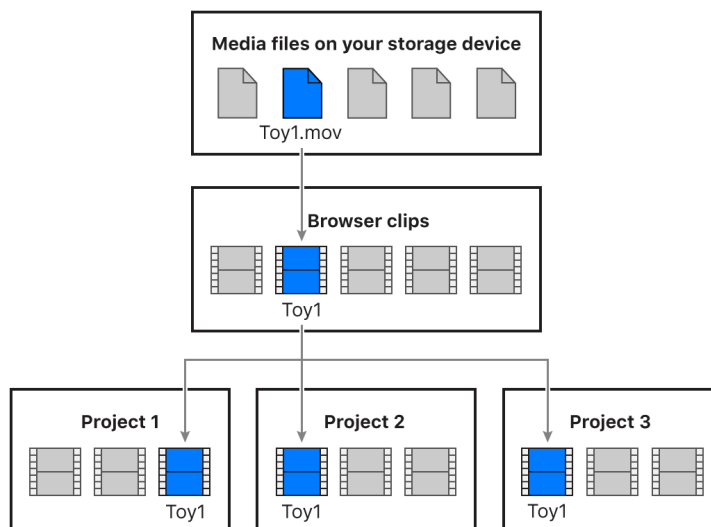 Media files on your storage device
Toy1.mov
Browser clips
Toy1
Project 1
Project 2
Project 3
Toy1
Toy1
Toy1